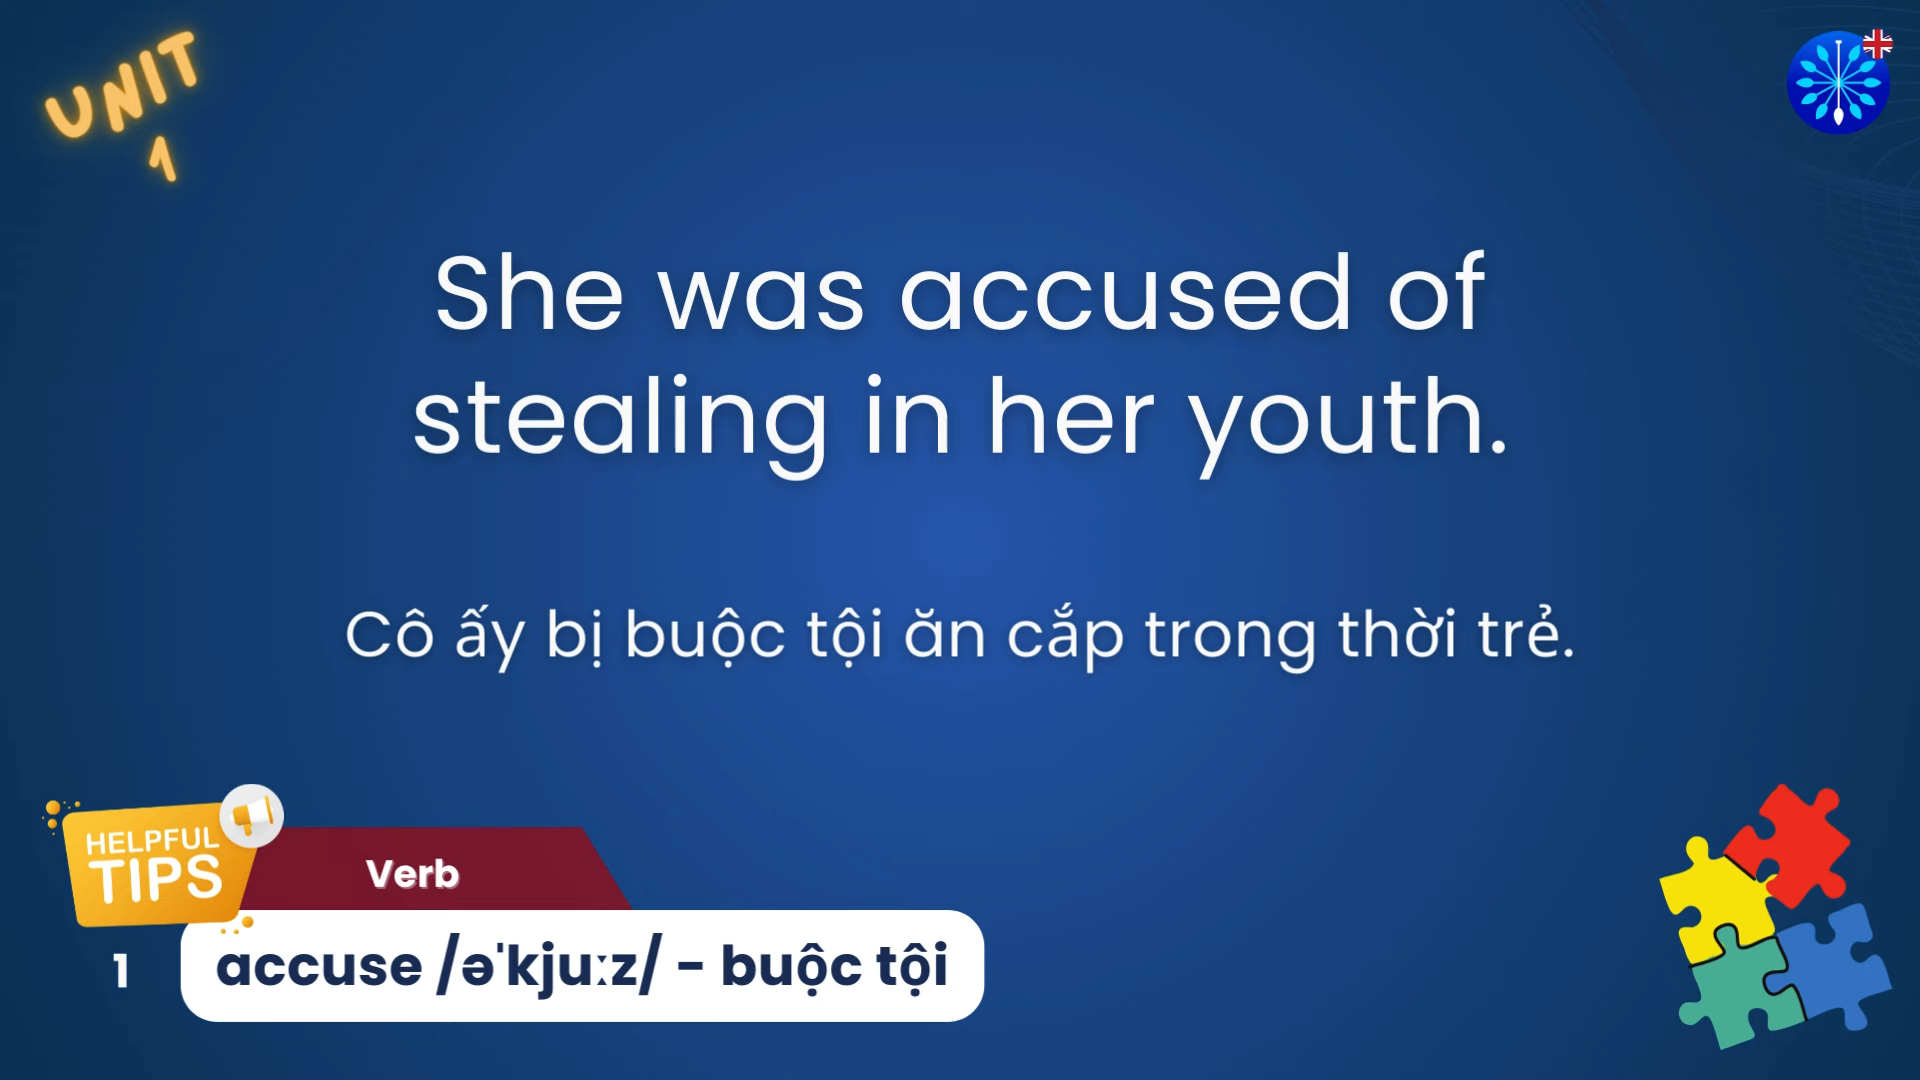 UNIT
1
She was accused of
stealing in her youth.
Cô ấy bị buộc tội ăn cắp trong thời trẻ.
HELPFUL
TIPS
Verb
1
accuse /əˈkjuːz/ - buộc tội